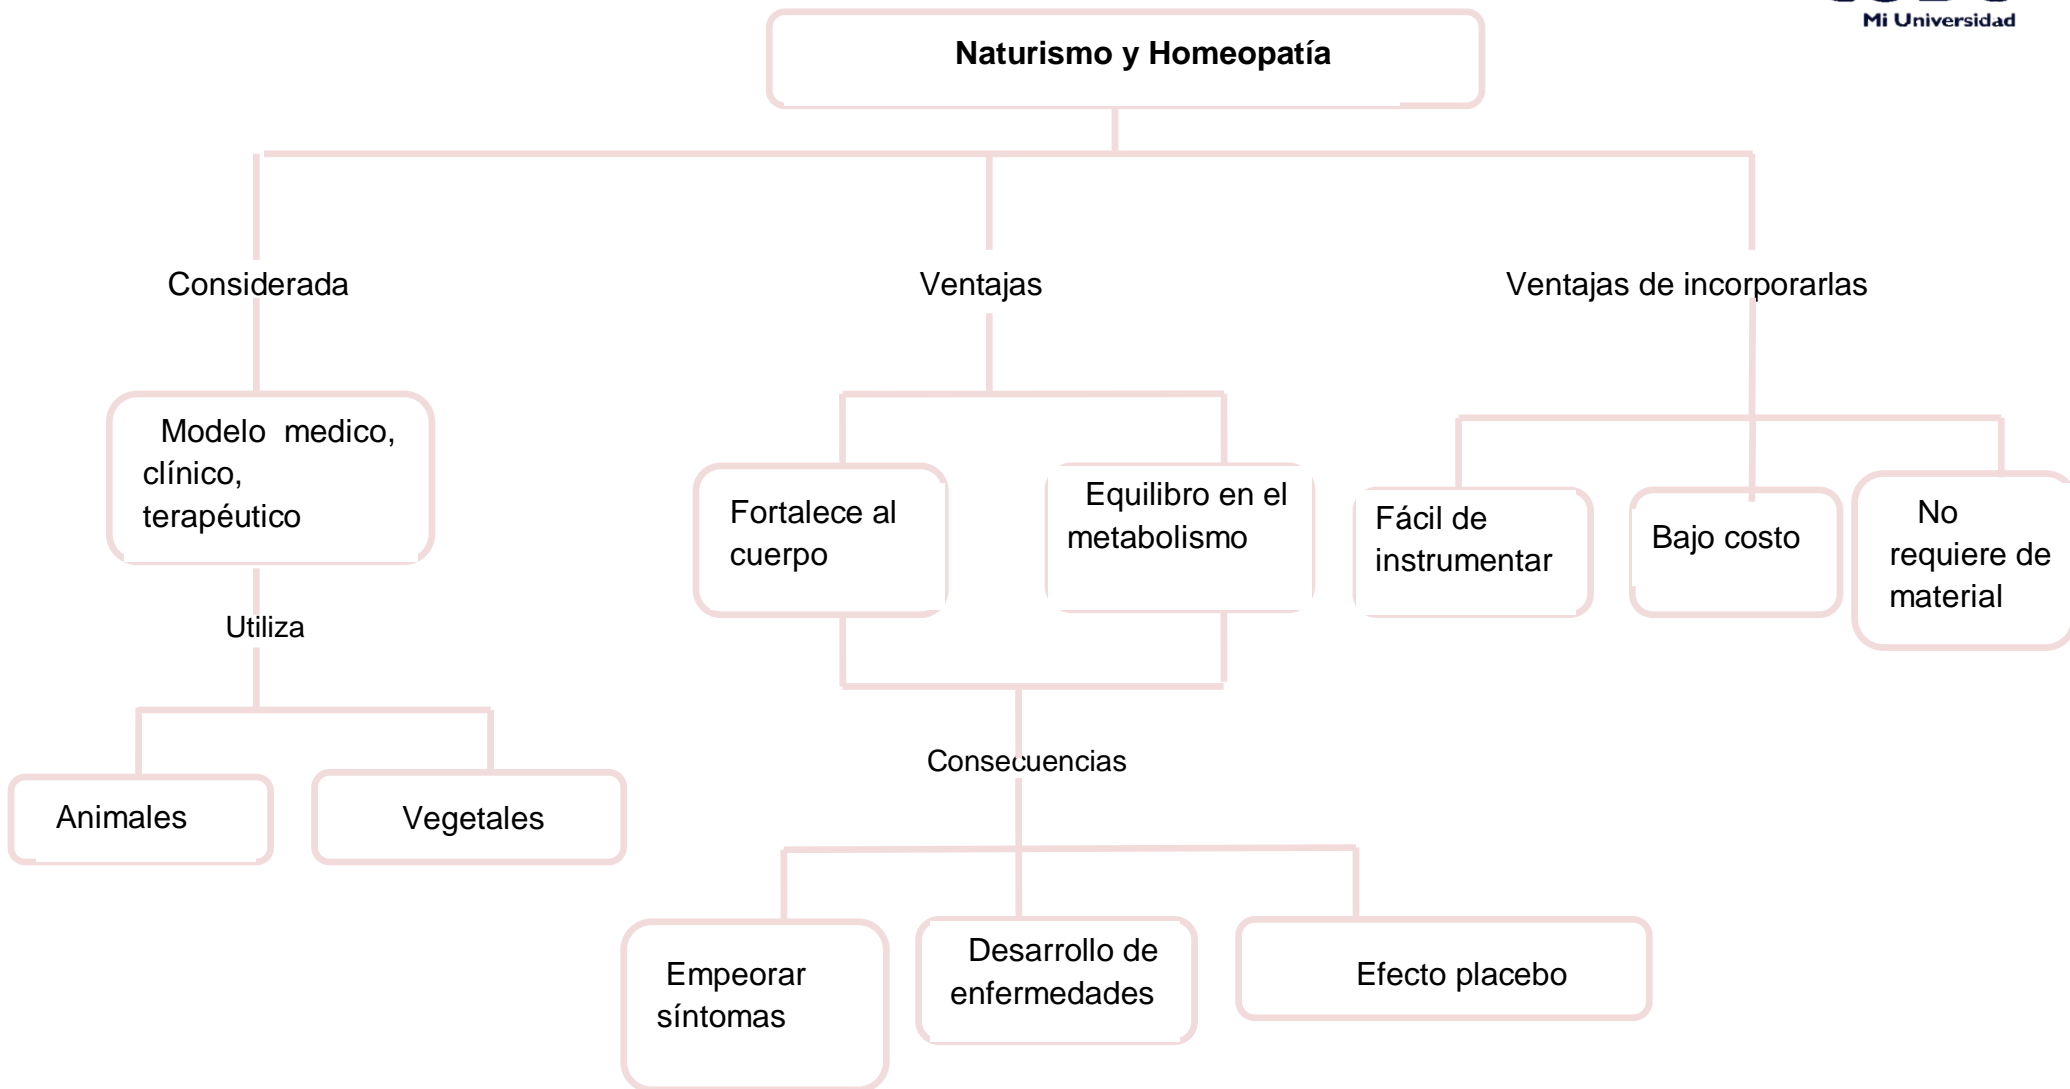 Mi Universidad
Naturismo y Homeopatía
Considerada
Ventajas
Ventajas de incorporarlas
Modelo medico,
clínico,
terapéutico
Fortalece al
cuerpo
Equilibro en el
metabolismo
Fácil de
instrumentar
Bajo costo
No
requiere de
material
Utiliza
Animales
Vegetales
Consecuencias
Empeorar
síntomas
Desarrollo de
enfermedades
Efecto placebo